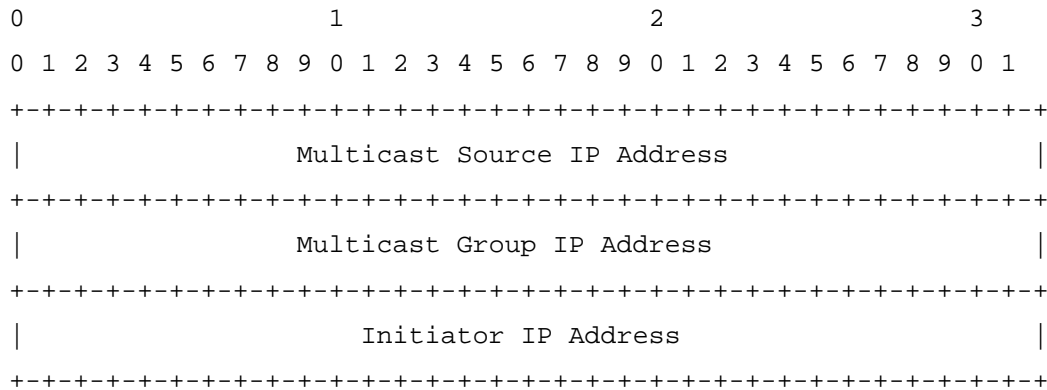 0                   1                   2                   3
0 1 2 3 4 5 6 7 8 9 0 1 2 3 4 5 6 7 8 9 0 1 2 3 4 5 6 7 8 9 0 1
+-+-+-+-+-+-+-+-+-+-+-+-+-+-+-+-+-+-+-+-+-+-+-+-+-+-+-+-+-+-+-+-+
|                 Multicast Source IP Address                   |
+-+-+-+-+-+-+-+-+-+-+-+-+-+-+-+-+-+-+-+-+-+-+-+-+-+-+-+-+-+-+-+-+
|                 Multicast Group IP Address                    |
+-+-+-+-+-+-+-+-+-+-+-+-+-+-+-+-+-+-+-+-+-+-+-+-+-+-+-+-+-+-+-+-+
|                     Initiator IP Address                      |
+-+-+-+-+-+-+-+-+-+-+-+-+-+-+-+-+-+-+-+-+-+-+-+-+-+-+-+-+-+-+-+-+